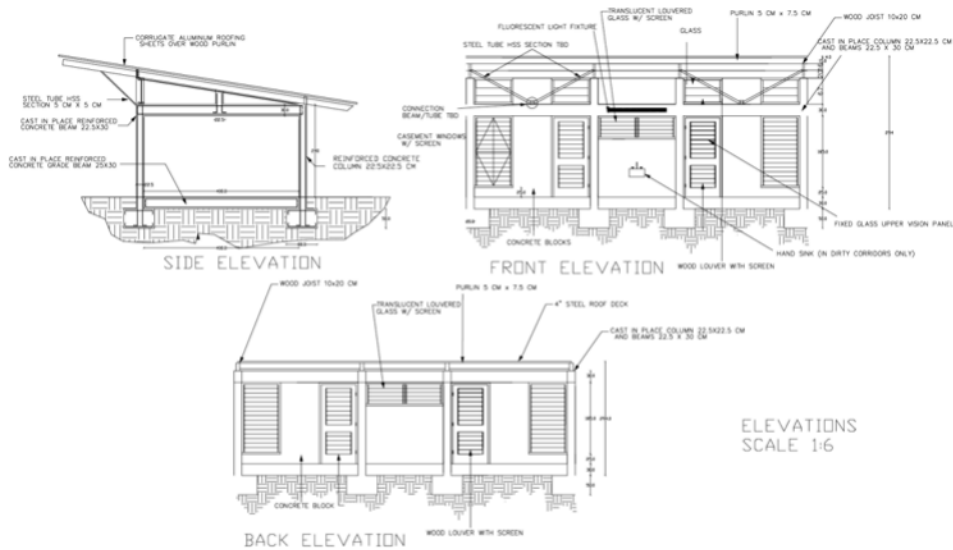 CORRUGATE ALUMINUM ROOFING
SHEETS OVER WOOD PURLIN
STEEL TUBE HSS
SECTION 5 CM X 5 CM
CAST IN PLACE REINFORCED
CONCRETE BEAM 22.5X30
CAST IN PLACE REINFORCED
CONCRETE GRADE BEAM 25X30
REINFORCED CONCRETE
COLUMN 22.5X22.5 CM
SIDE ELEVATION
TRANSLUCENT LOUVERED
GLASS W/ SCREEN
FLUORESCENT LIGHT FIXTURE
STEEL TUBE HSS SECTION TBD
PURLIN 5 CM x 7.5 CM
GLASS
WOOD JOIST 10x20 CM
CAST IN PLACE COLUMN 22.5X22.5 CM
AND BEAMS 22.5 X 30 CM
CONNECTION
BEAM/TUBE TBD
CASEMENT WINDOWS
W/ SCREEN
FIXED GLASS UPPER VISION PANEL
CONCRETE BLOCKS
HAND SINK (IN DIRTY CORRIDORS ONLY)
WOOD LOUVER WITH SCREEN
FRONT ELEVATION
WOOD JOIST 10x20 CM
PURLIN 5 CM x 7.5 CM
TRANSLUCENT LOUVERED
GLASS W/ SCREEN
4" STEEL ROOF DECK
CAST IN PLACE COLUMN 22.5X22.5 CM
AND BEAMS 22.5 X 30 CM
CONCRETE BLOCK
WOOD LOUVER WITH SCREEN
BACK ELEVATION
ELEVATIONS
SCALE 1:6